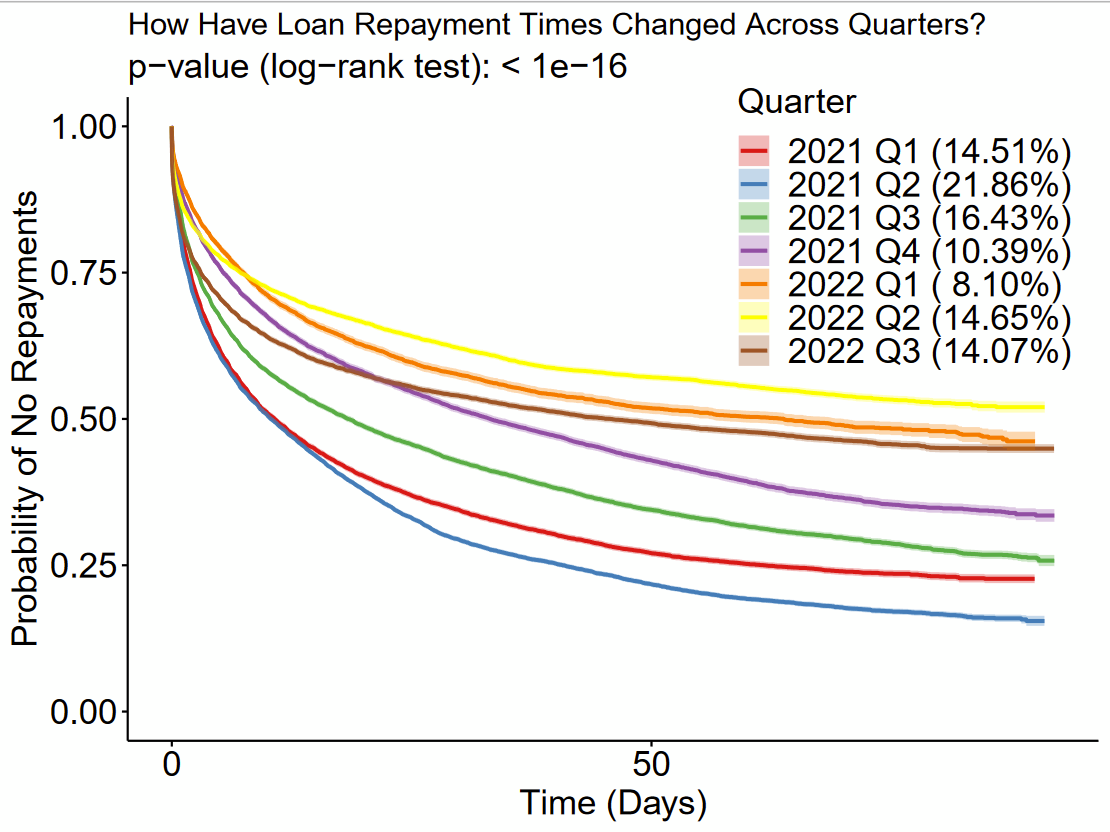 How Have Loan Repayment Times Changed Across Quarters?
p−value (log−rank test): < 1e−16
Quarter
2021 Q1 (14.51%)
2021 Q2 (21.86%)
2021 Q3 (16.43%)
2021 Q4 (10.39%)
2022 Q1 ( 8.10%)
2022 Q2 (14.65%)
2022 Q3 (14.07%)
Probability of No Repayments
1.00
0.75
0.50
0.25
0.00
0
50
Time (Days)